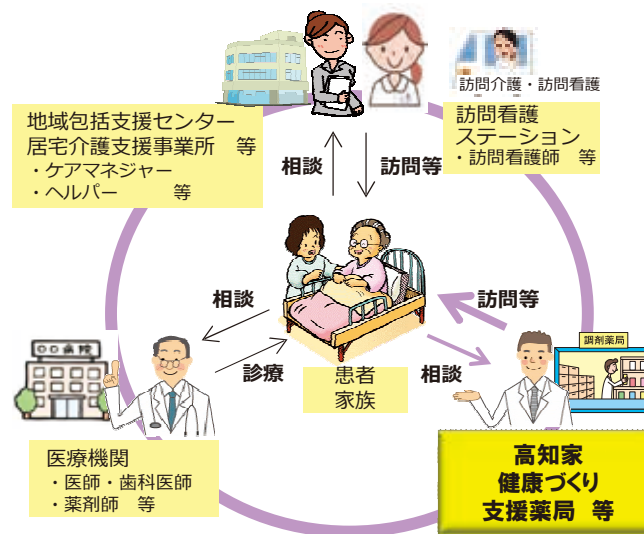 訪問介護・訪問看護
地域包括支援センター
居宅介護支援事業所　等
・ケアマネジャー
・ヘルパー　　　等
訪問看護
ステーション
・訪問看護師　等
相談
訪問等
相談
診療
訪問等
相談
患者
家族
〇〇病院
調剤薬局
医療機関
・医師・歯科医師
・薬剤師　等
高知家
健康づくり
支援薬局　等